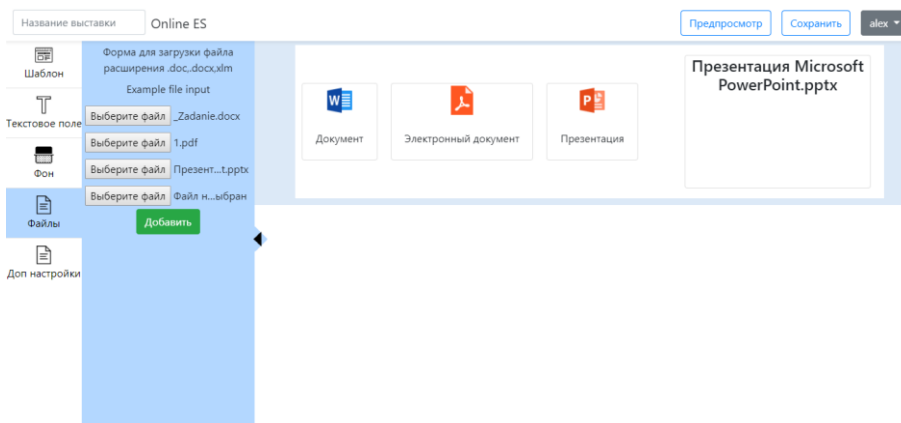 Название выставки
Online ES
Предпросмотр
Сохранить
alex
Шаблон
Текстовое поле
Фон
Файлы
Доп настройки
Форма для загрузки файла
расширения .doc,.docx,xlm
Example file input
Выберите файл _Zadanie.docx
Выберите файл 1.pdf
Выберите файл Презент...t.pptx
Выберите файл Файл н...ыбран
Добавить
W
Документ
Электронный документ
P
Презентация
Презентация Microsoft
PowerPoint.pptx